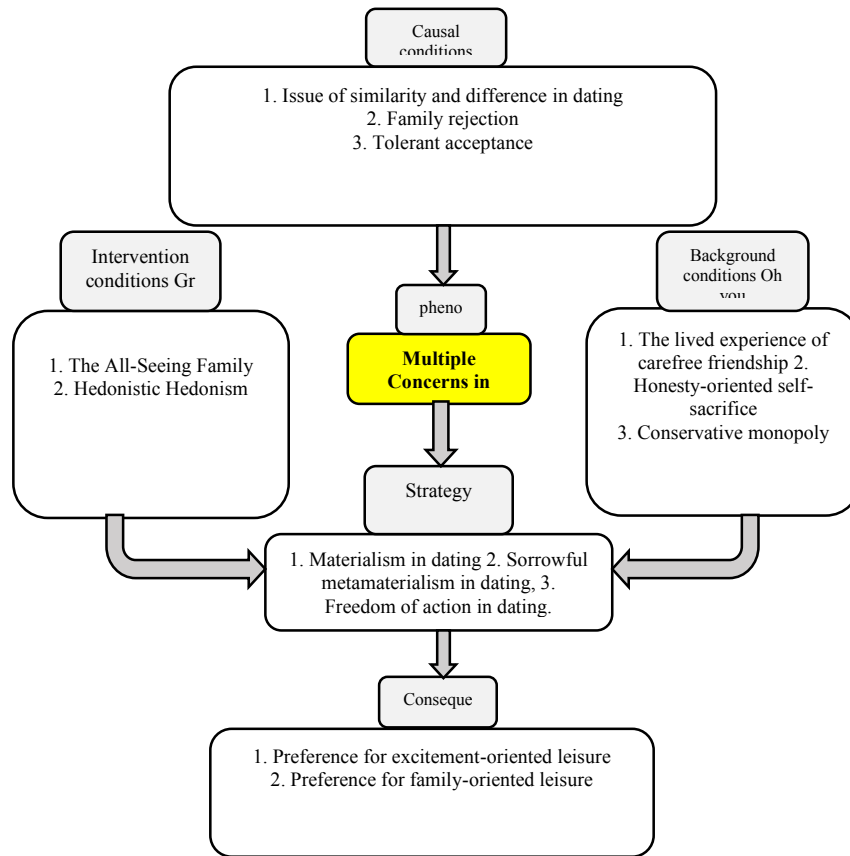 Causal
conditions
1. Issue of similarity and difference in dating
2. Family rejection
3. Tolerant acceptance
Intervention
conditions Gr
1. The All-Seeing Family
2. Hedonistic Hedonism
pheno
Multiple
Concerns in
Background
conditions Oh
you
1. The lived experience of
carefree friendship 2.
Honesty-oriented self-
sacrifice
3. Conservative monopoly
Strategy
1. Materialism in dating 2. Sorrowful
metamaterialism in dating, 3.
Freedom of action in dating.
Conseque
1. Preference for excitement-oriented leisure
2. Preference for family-oriented leisure